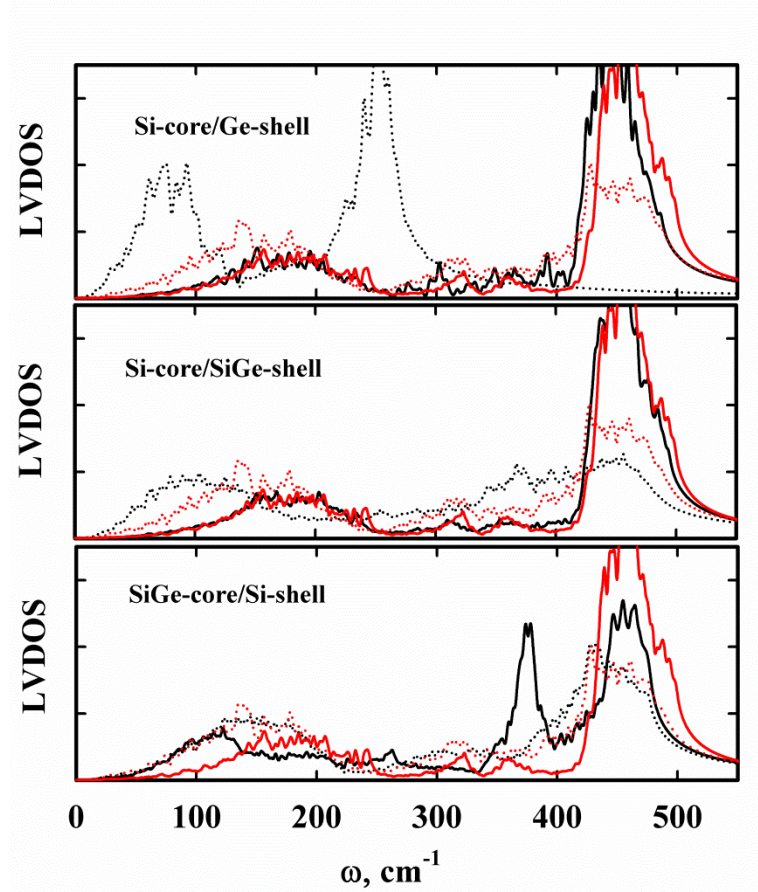 LVDOS
Si-core/Ge-shell
LVDOS
Si-core/SiGe-shell
LVDOS
SiGe-core/Si-shell
0 100 200 300 400 500
ω, cm⁻¹